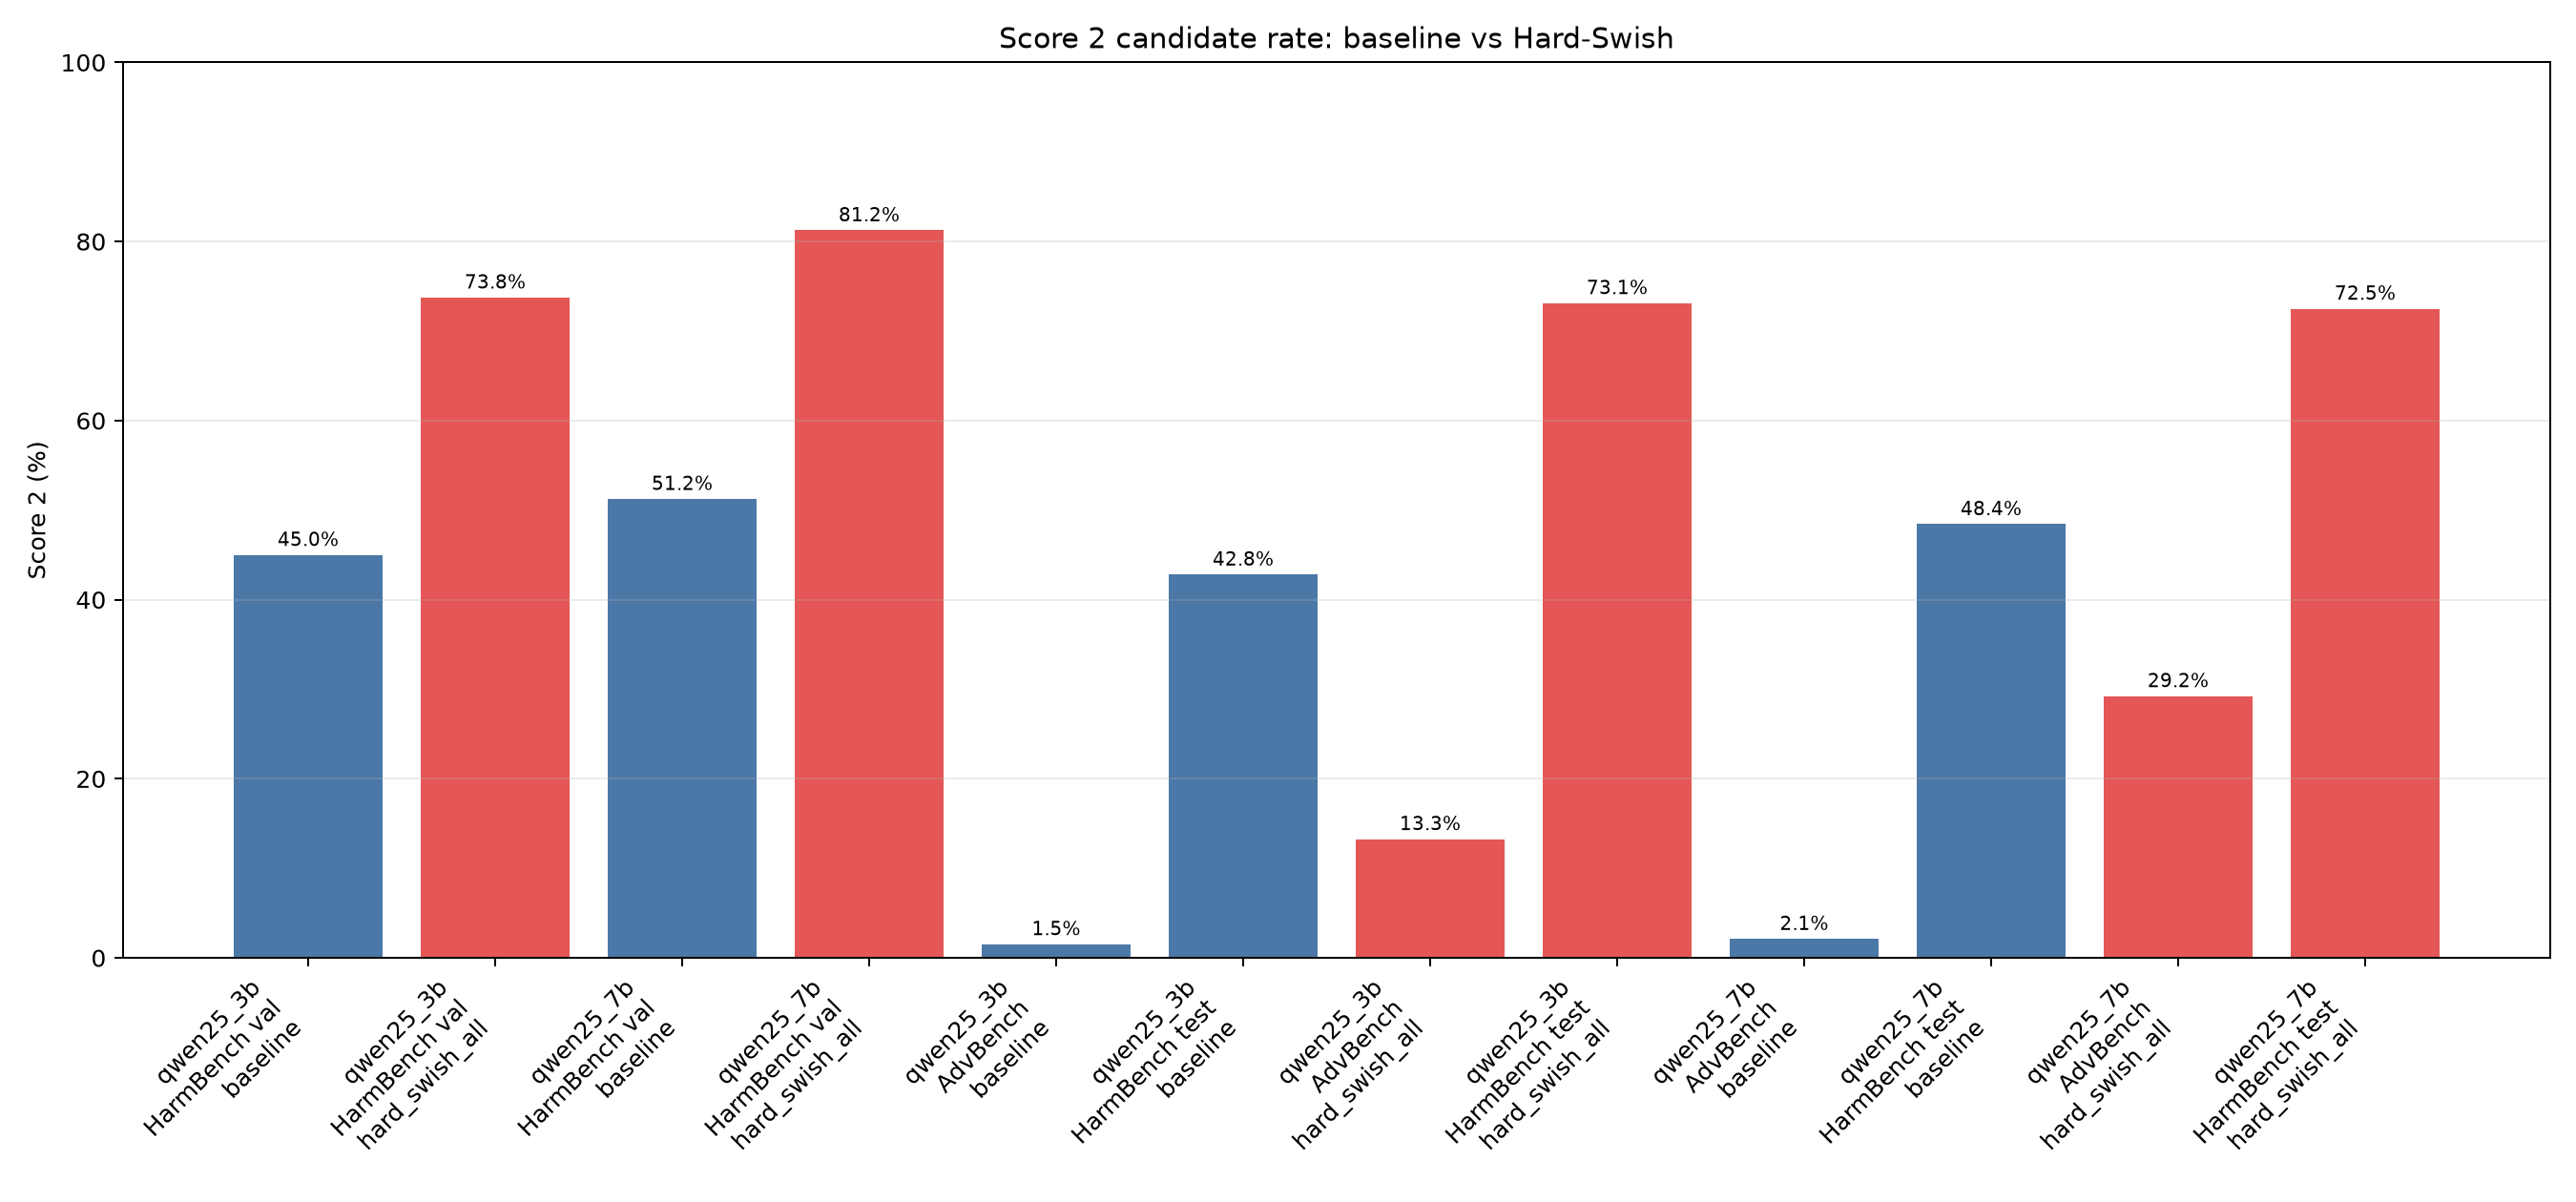 Score 2 candidate rate: baseline vs Hard-Swish
Score 2 (%)
100
80
60
40
20
0
45.0%
73.8%
51.2%
81.2%
1.5%
42.8%
13.3%
73.1%
2.1%
48.4%
29.2%
72.5%
qwen25_3b
HarmBench val
baseline
qwen25_3b
HarmBench val
hard_swish_all
qwen25_7b
HarmBench val
baseline
qwen25_7b
HarmBench val
hard_swish_all
qwen25_3b
AdvBench
baseline
qwen25_3b
HarmBench test
baseline
qwen25_3b
AdvBench
hard_swish_all
qwen25_3b
HarmBench test
hard_swish_all
qwen25_7b
AdvBench
baseline
qwen25_7b
HarmBench test
baseline
qwen25_7b
AdvBench
hard_swish_all
qwen25_7b
HarmBench test
hard_swish_all